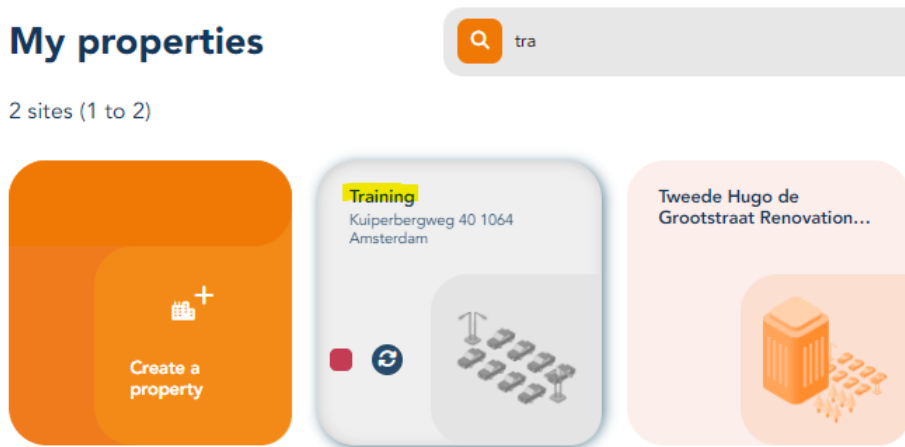 My properties
tra
2 sites (1 to 2)
Create a
property
Training
Kuiperbergweg 40 1064
Amsterdam
Tweede Hugo de
Grootstraat Renovation...